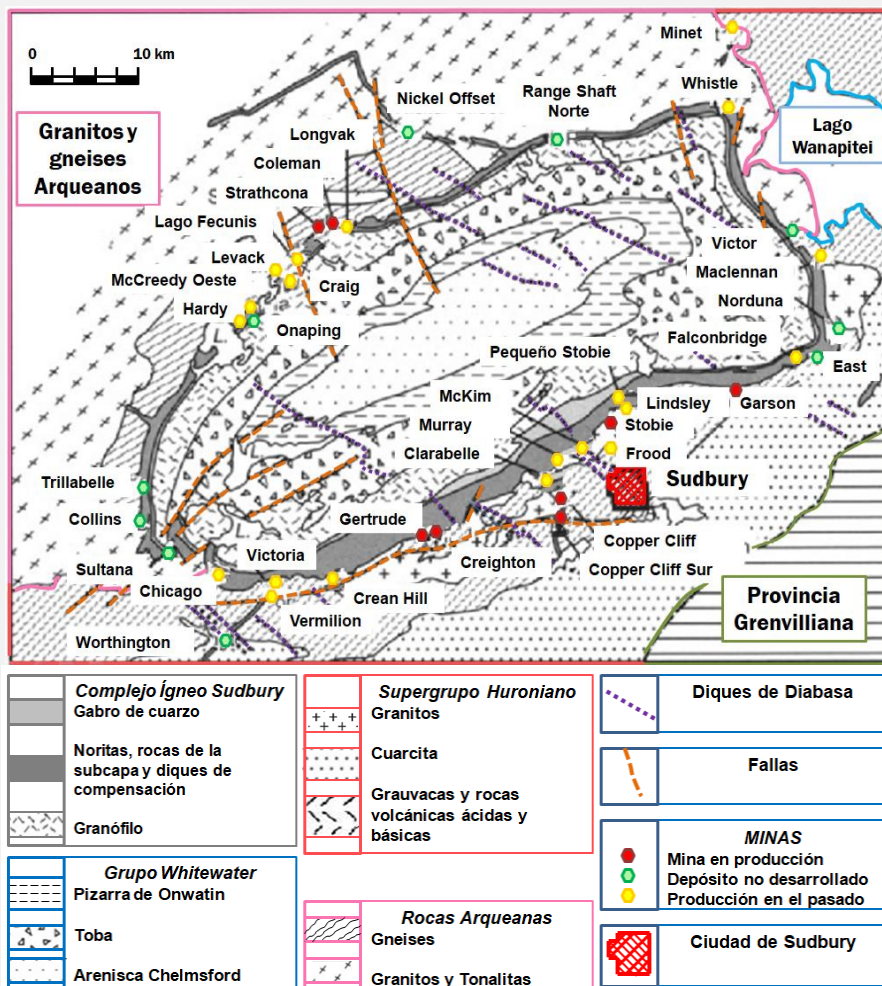 Minet
0 10 km
Whistle
Nickel Offset
Range Shaft
Norte
Granitos y
gneises
Arqueanos
Lago
Wanapitei
Longvak
Coleman
Strathcona
Lago Fecunis
Victor
Levack
Maclennan
McCreedy Oeste
Craig
Norduna
Hardy
Onaping
Falconbridge
Pequeño Stobie
East
McKim
Lindsley
Garson
Murray
Stobie
Clarabelle
Frood
Sudbury
Trillabelle
Collins
Gertrude
Copper Cliff
Victoria
Creighton
Sultana
Copper Cliff Sur
Chicago
Crean Hill
Provincia
Grenvilliana
Vermilion
Worthington
Complejo Ígneo Sudbury
Gabro de cuarzo
Noritas, rocas de la
subcapa y diques de
compensación
Granófilo
Grupo Whitewater
Pizarra de Onwatin
Toba
Arenisca Chelmsford
Supergrupo Huroniano
Granitos
Cuarcita
Grauvacas y rocas
volcánicas ácidas y
básicas
Rocas Arqueanas
Gneises
Granitos y Tonalitas
Diques de Diabasa
Fallas
MINAS
Mina en producción
Depósito no desarrollado
Producción en el pasado
Ciudad de Sudbury